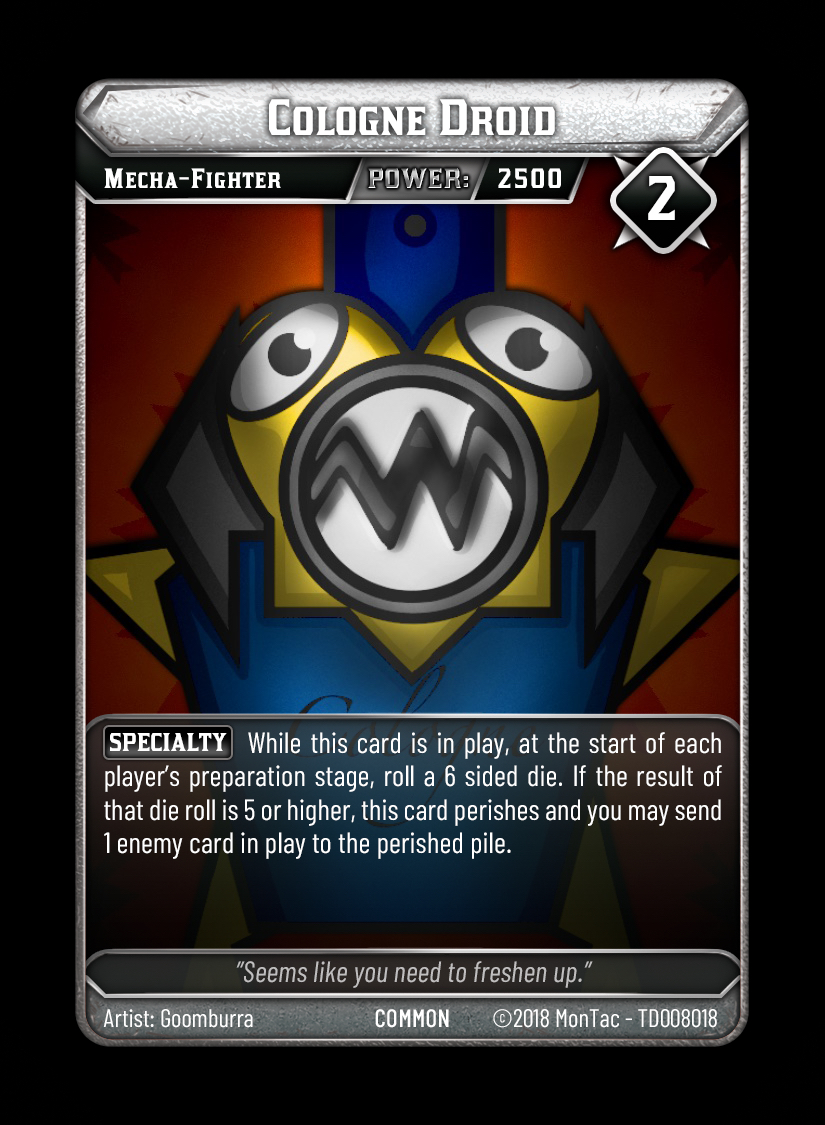 Cologne Droid
Mecha-Fighter POWER: 2500
2
Cologne
SPECIALTY While this card is in play, at the start of each
player's preparation stage, roll a 6 sided die. If the result of
that die roll is 5 or higher, this card perishes and you may send
1 enemy card in play to the perished pile.
"Seems like you need to freshen up."
Artist: Goomburra COMMON ©2018 MonTac - TD008018